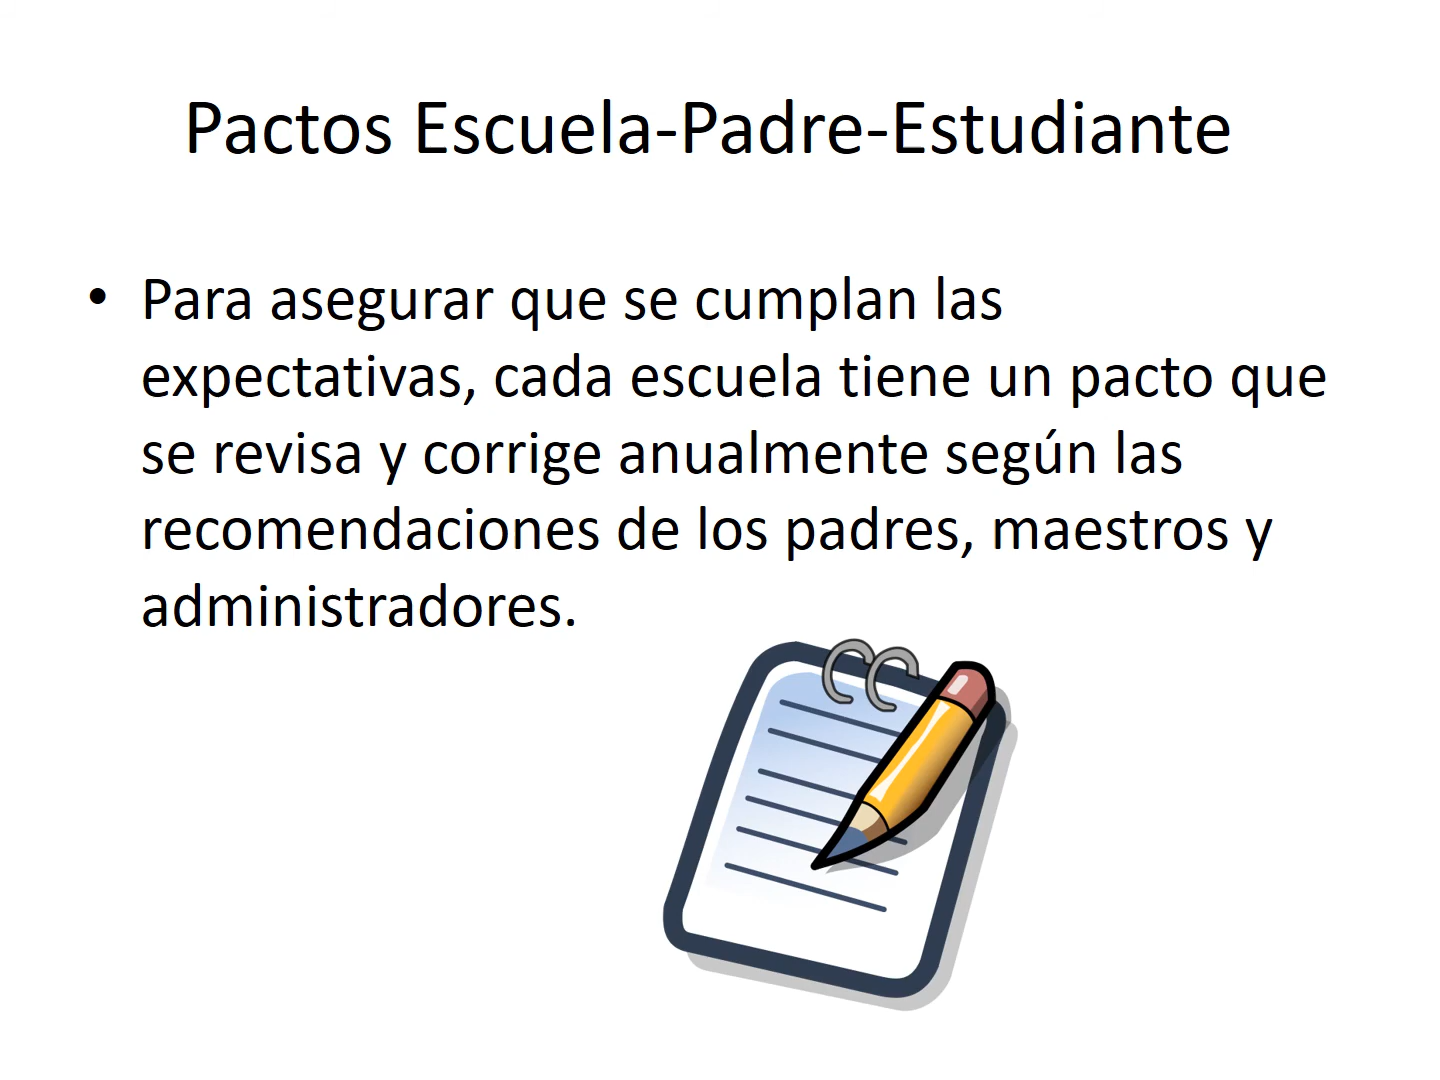 Pactos Escuela-Padre-Estudiante
• Para asegurar que se cumplan las
expectativas, cada escuela tiene un pacto que
se revisa y corrige anualmente según las
recomendaciones de los padres, maestros y
administradores.